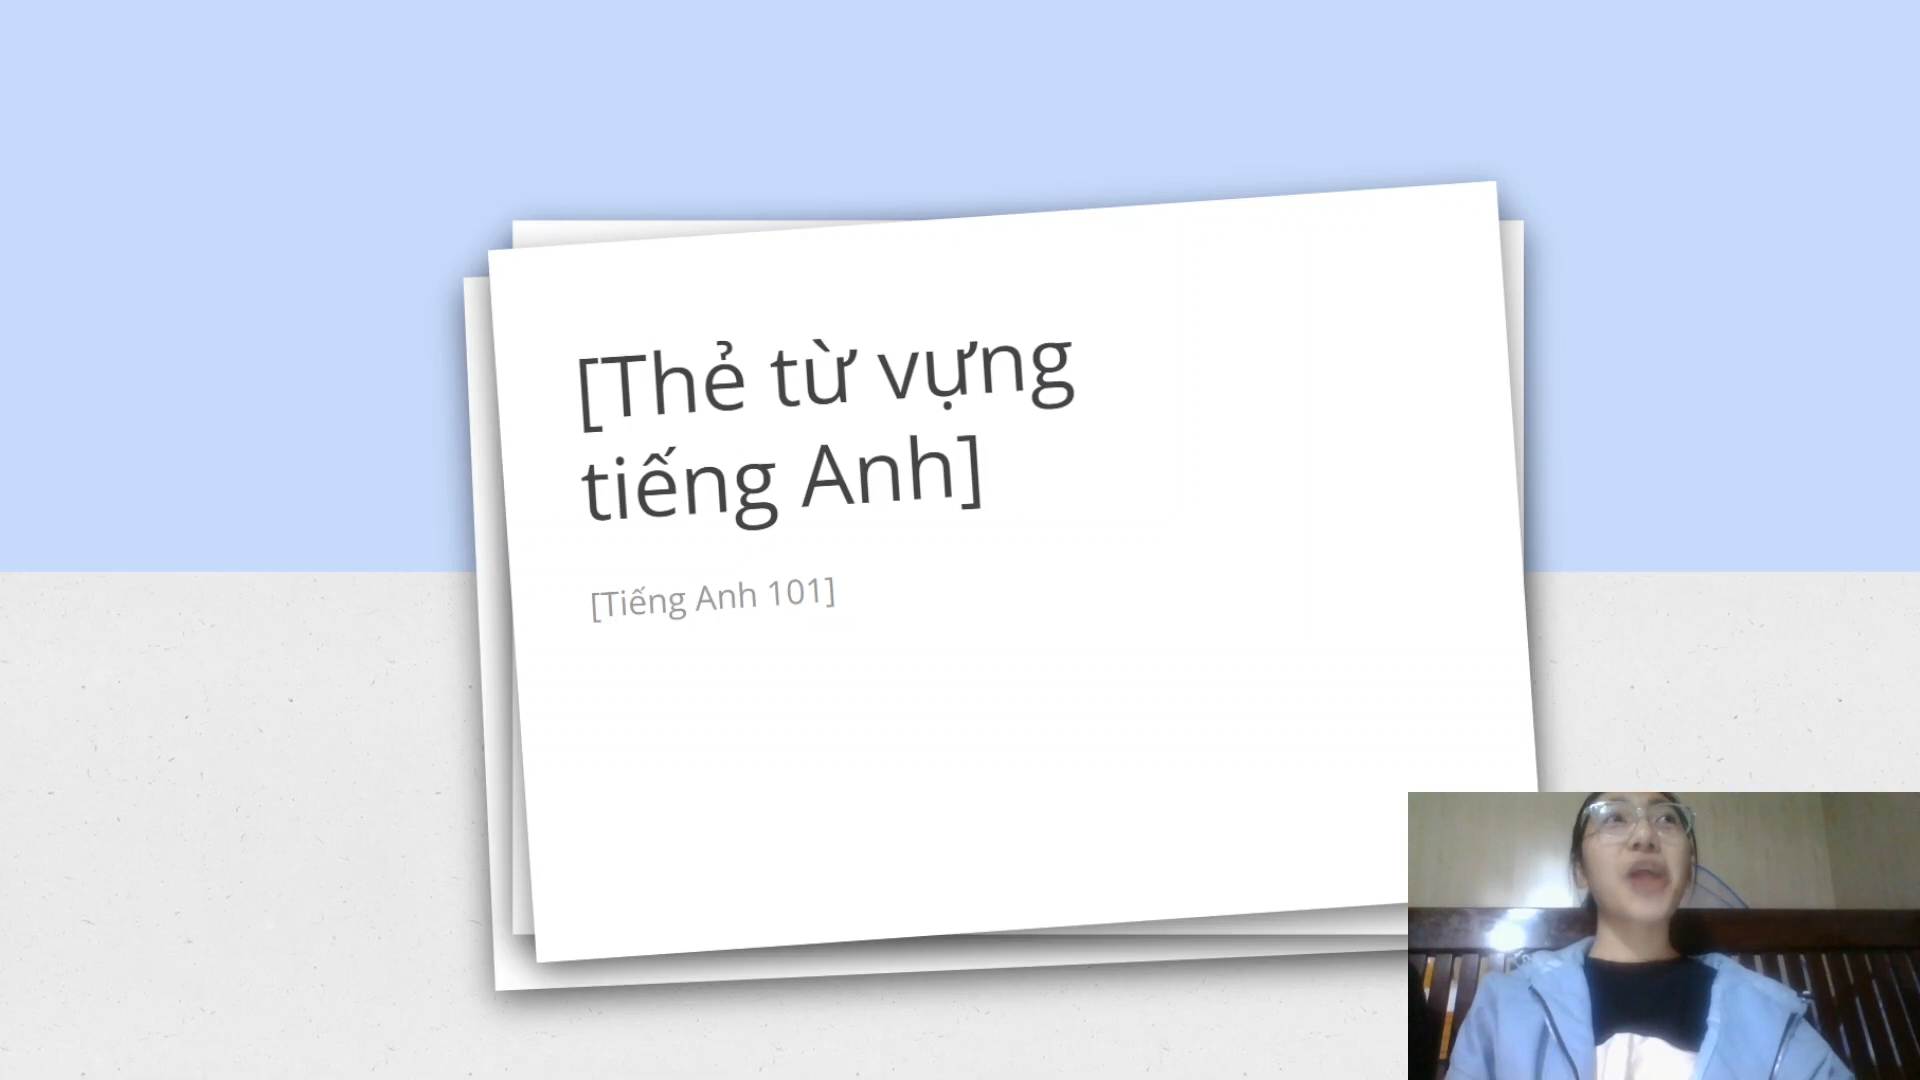 [Thẻ từ vựng
tiếng Anh]
[Tiếng Anh 101]